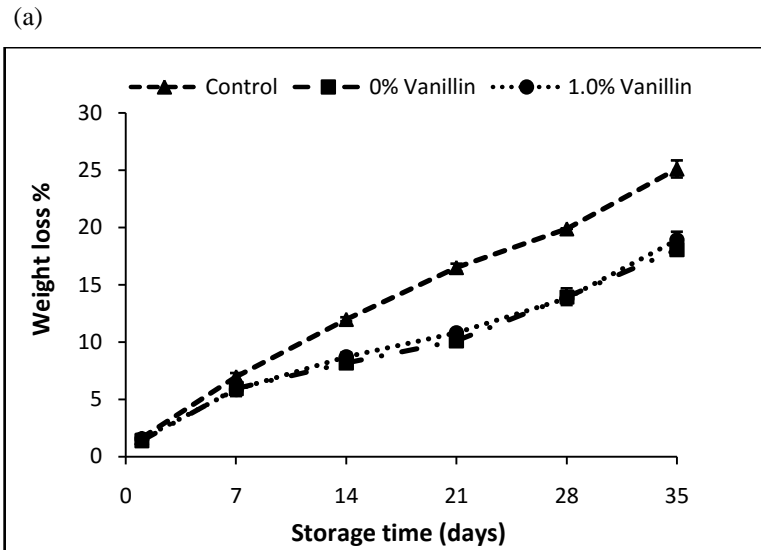 (a)
Control 0% Vanillin 1.0% Vanillin
30
25
20
15
10
5
0
Weight loss %
0 7 14 21 28 35
Storage time (days)